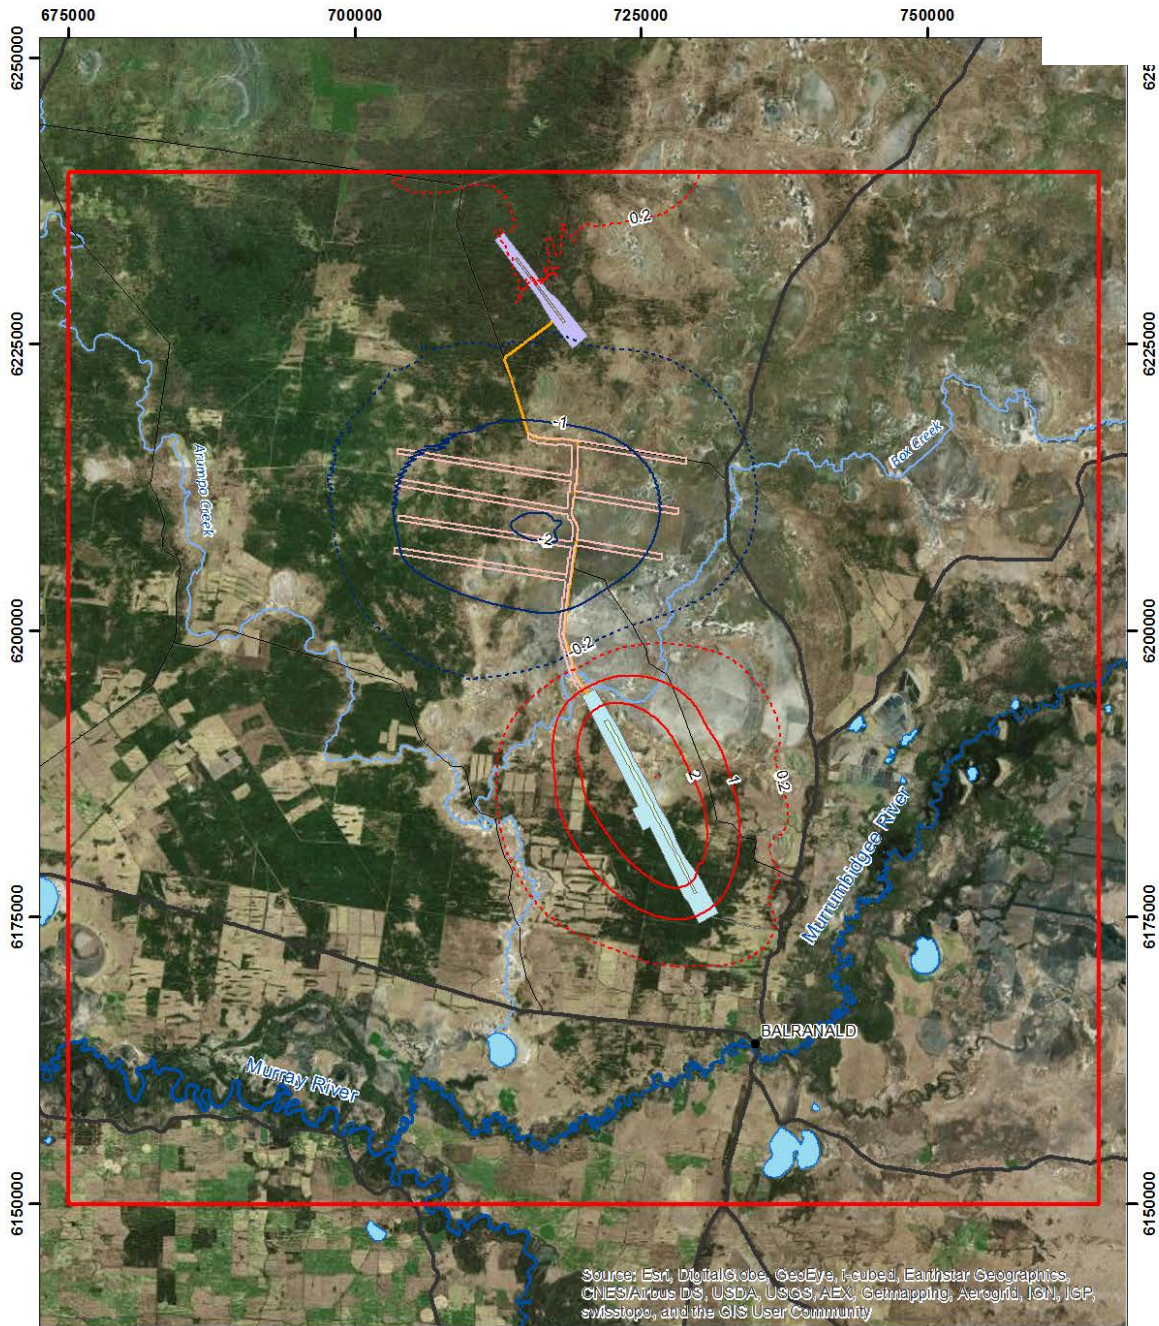 675000
700000
725000
750000
6250000
625
0.2
6225000
6225000
-1
Box Creek
Arumpo Creek
-2
6200000
6200000
-0.2
2
1
0.2
Murrumbidgee River
6175000
6175000
BALRANALD
Murray River
6150000
6150000
Source: Esri, DigitalGlobe, GeoEye, i-cubed, Earthstar Geographics,
CNES/Airbus DS, USDA, USGS, AEX, Getmapping, Aerogrid, IGN, IGP,
swisstopo, and the GIS User Community